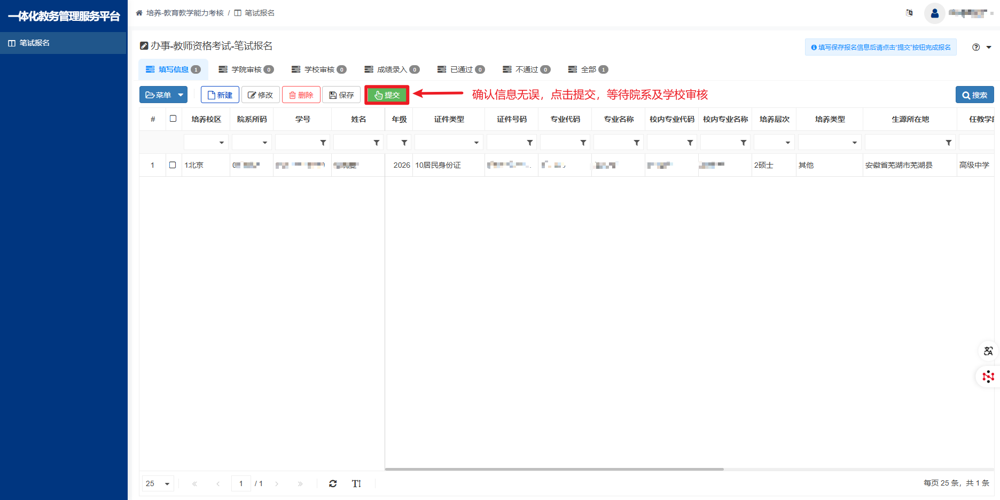 一体化教务管理服务平台
培养-教育教学能力考核 / 笔试报名
笔试报名
办事-教师资格考试-笔试报名
填写保存报名信息后请点击“提交”按钮完成报名
填写信息 1 学院审核 0 学校审核 0 成绩录入 0 已通过 0 不通过 0 全部 1
菜单 新建 修改 删除 保存 提交 确认信息无误，点击提交，等待院系及学校审核 搜索
# 培养校区 院系所码 学号 姓名 年级 证件类型 证件号码 专业代码 专业名称 校内专业代码 校内专业名称 培养层次 培养类型 生源所在地 任教学
1 1北京 2026 10居民身份证 2硕士 其他 安徽省芜湖市芜湖县 高级中学
25 « ‹ 1 / 1 › » 每页 25 条，共 1 条